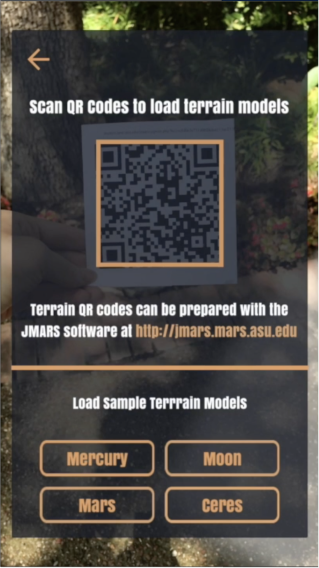 Scan QR Codes to load terrain models
Terrain QR codes can be prepared with the
JMARS software at http://jmars.mars.asu.edu
Load Sample Terrrain Models
Mercury
Moon
Mars
Ceres